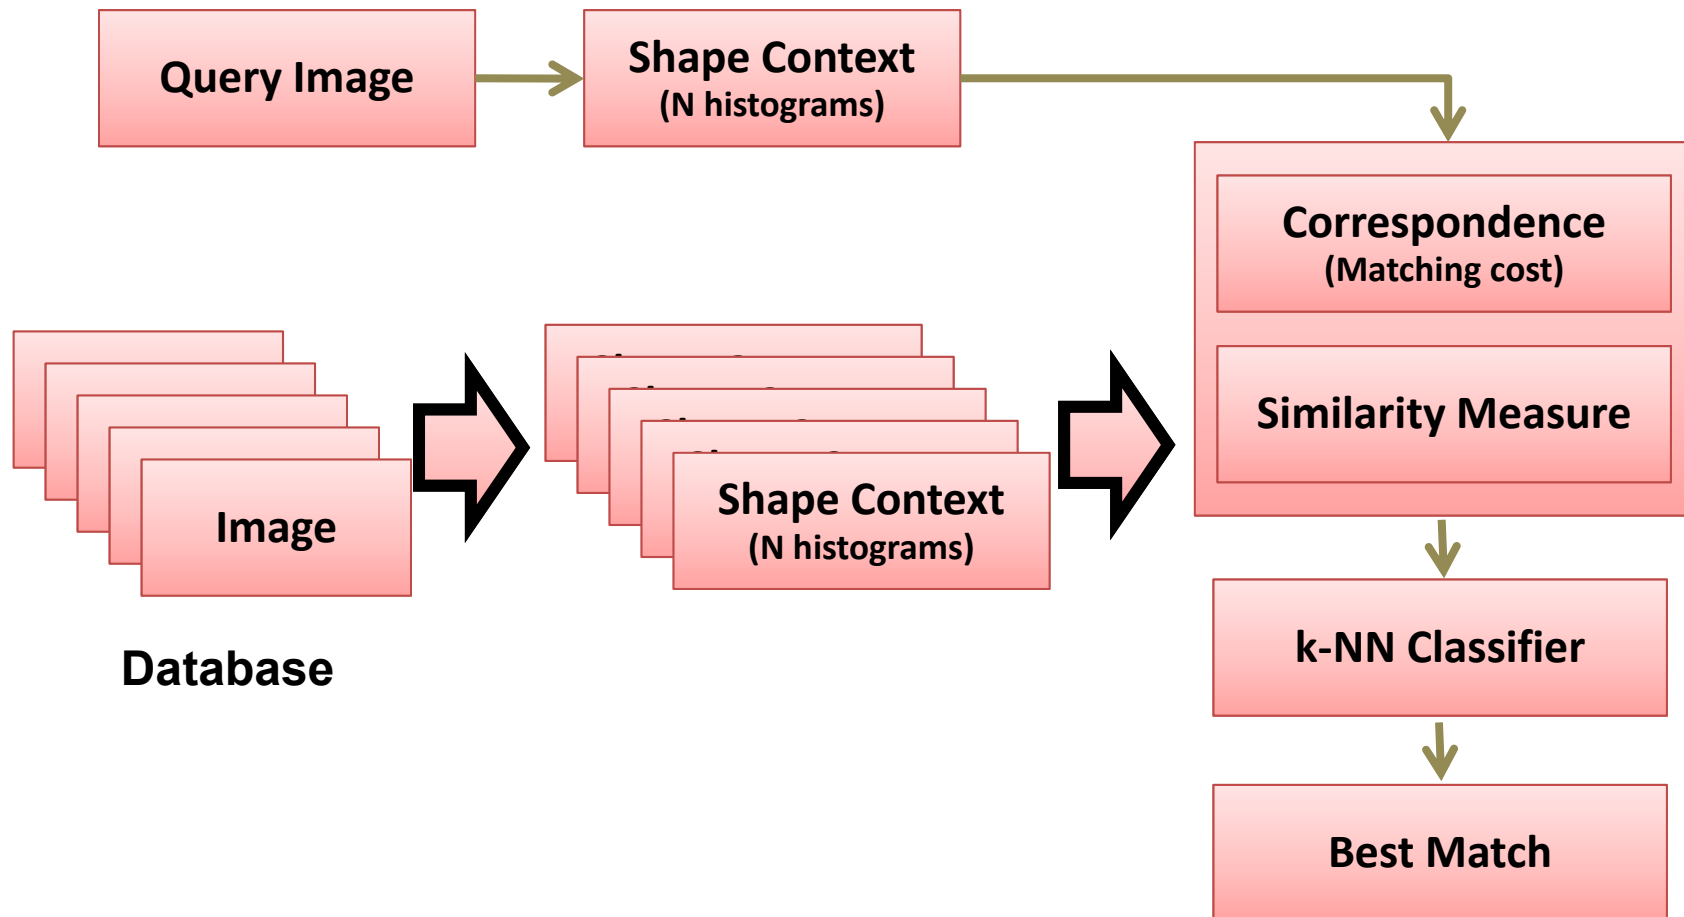 Query Image
Shape Context
(N histograms)
Correspondence
(Matching cost)
Similarity Measure
Image
Shape Context
(N histograms)
Database
k-NN Classifier
Best Match